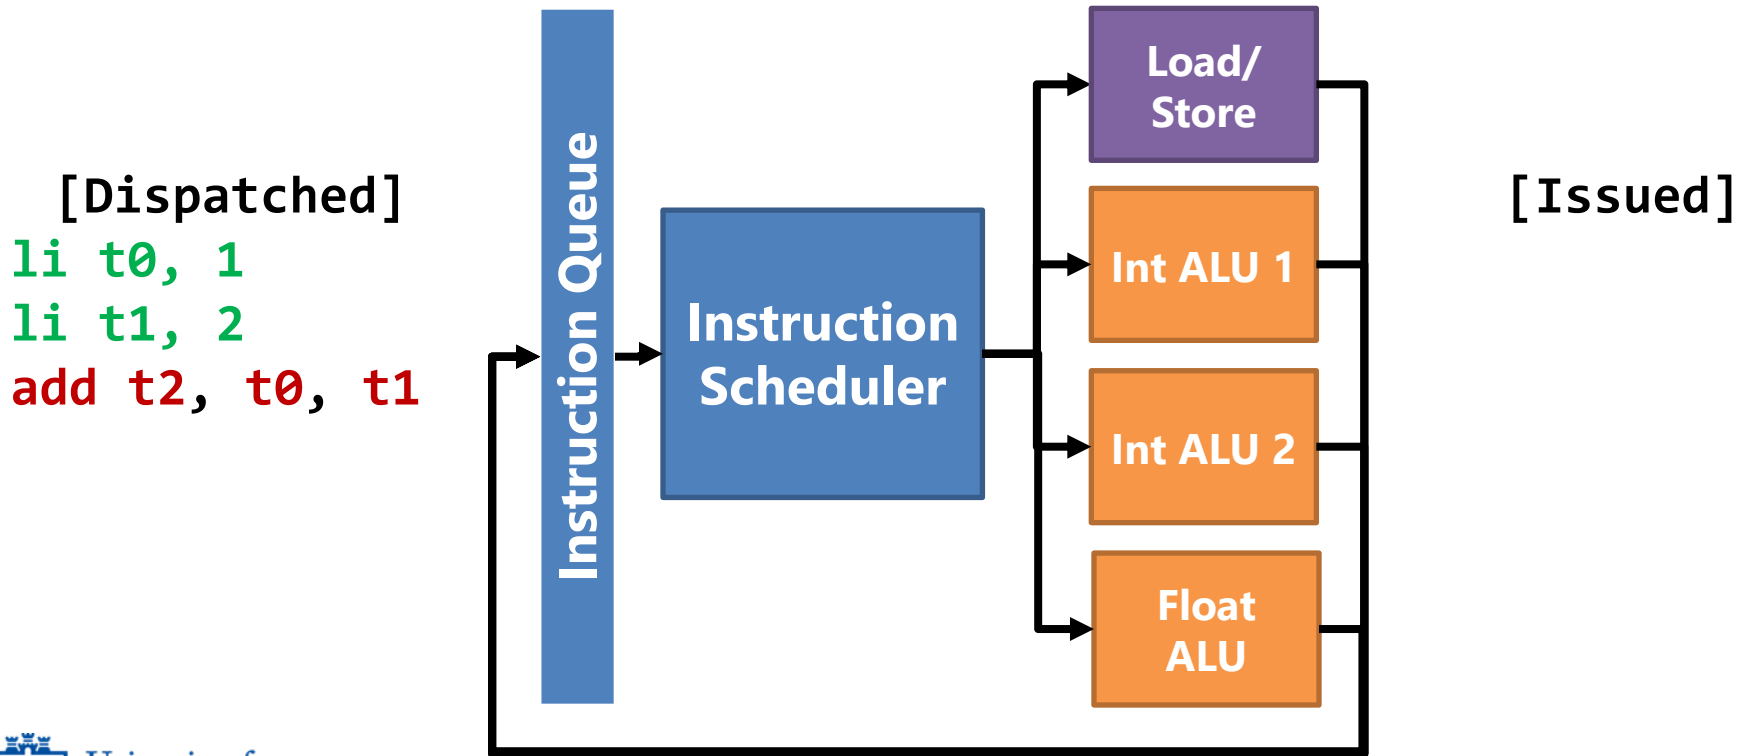 [Dispatched]
li t0, 1
li t1, 2
add t2, t0, t1
Instruction Queue
Instruction
Scheduler
Load/
Store
Int ALU 1
Int ALU 2
Float
ALU
[Issued]